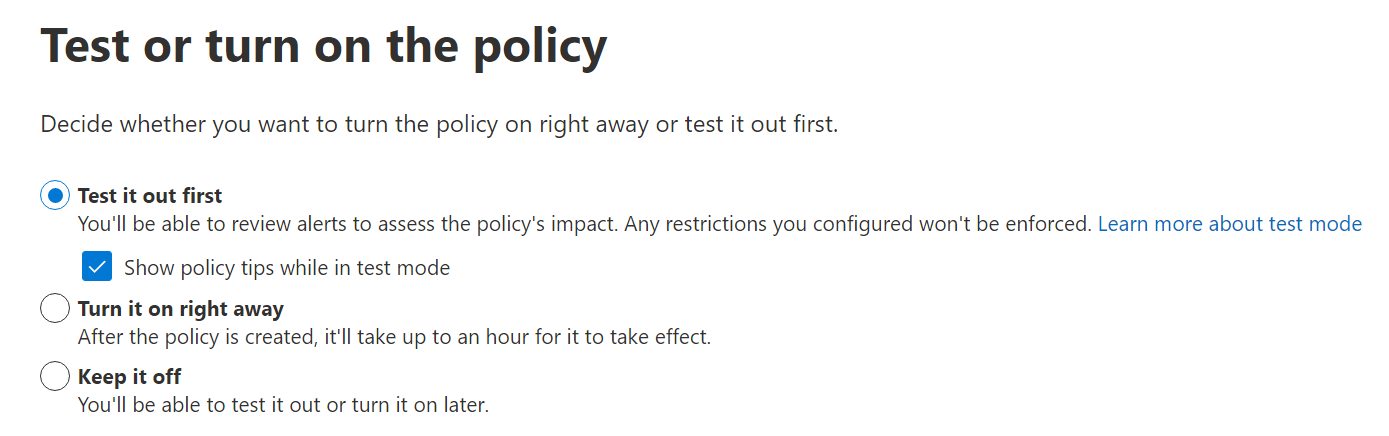 Test or turn on the policy
Decide whether you want to turn the policy on right away or test it out first.
Test it out first
You'll be able to review alerts to assess the policy's impact. Any restrictions you configured won't be enforced. Learn more about test mode
Show policy tips while in test mode
Turn it on right away
After the policy is created, it'll take up to an hour for it to take effect.
Keep it off
You'll be able to test it out or turn it on later.